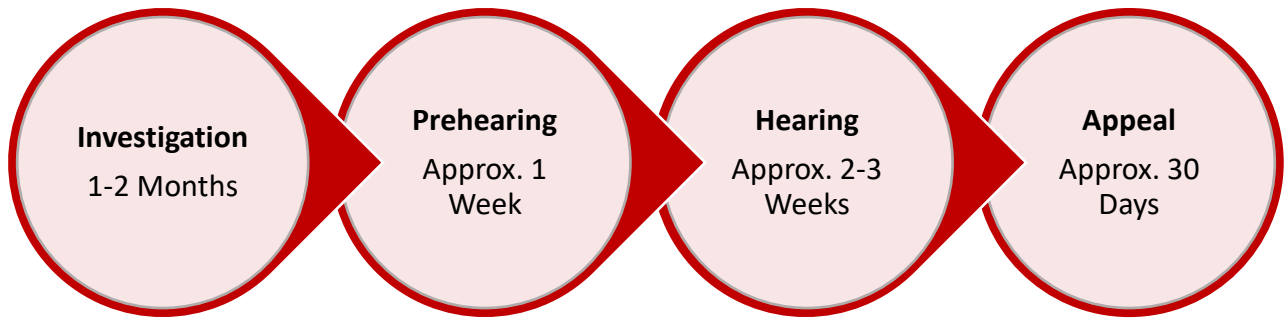 Investigation
1-2 Months
Prehearing
Approx. 1
Week
Hearing
Approx. 2-3
Weeks
Appeal
Approx. 30
Days